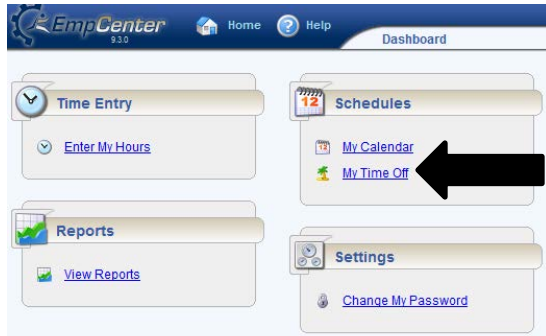 EmpCenter
9.3.0
Home
Help
Dashboard
Time Entry
Enter My Hours
12
Schedules
12
My Calendar
My Time Off
Reports
View Reports
Settings
Change My Password